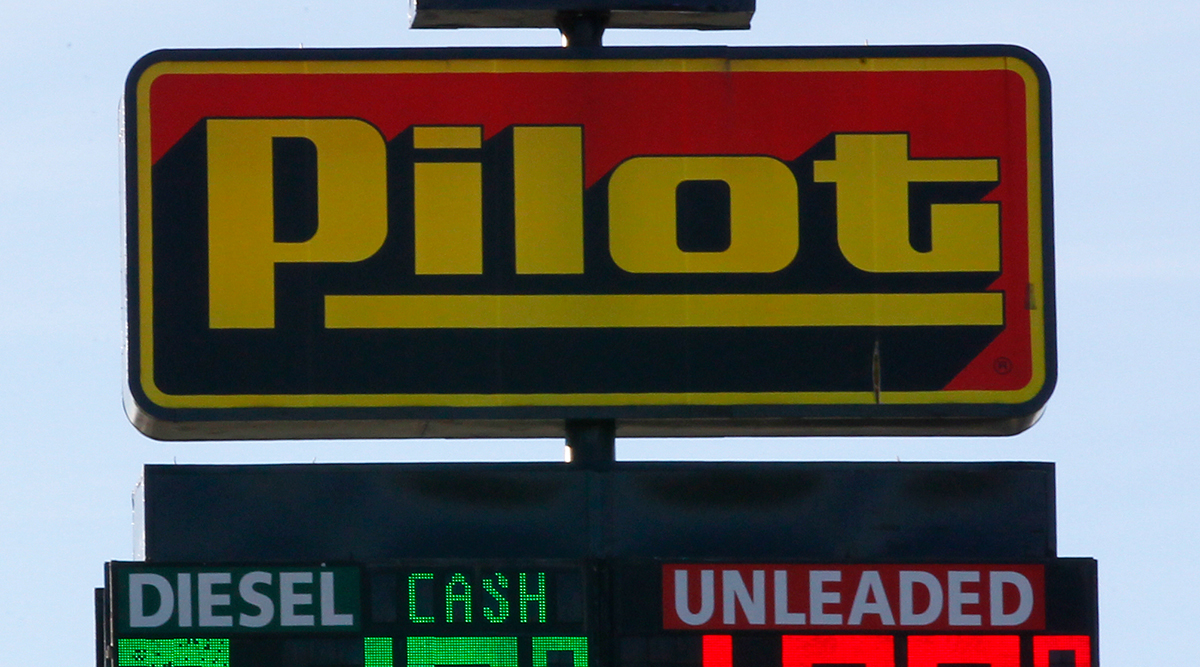 Pilot
®
DIESEL CASH UNLEADED